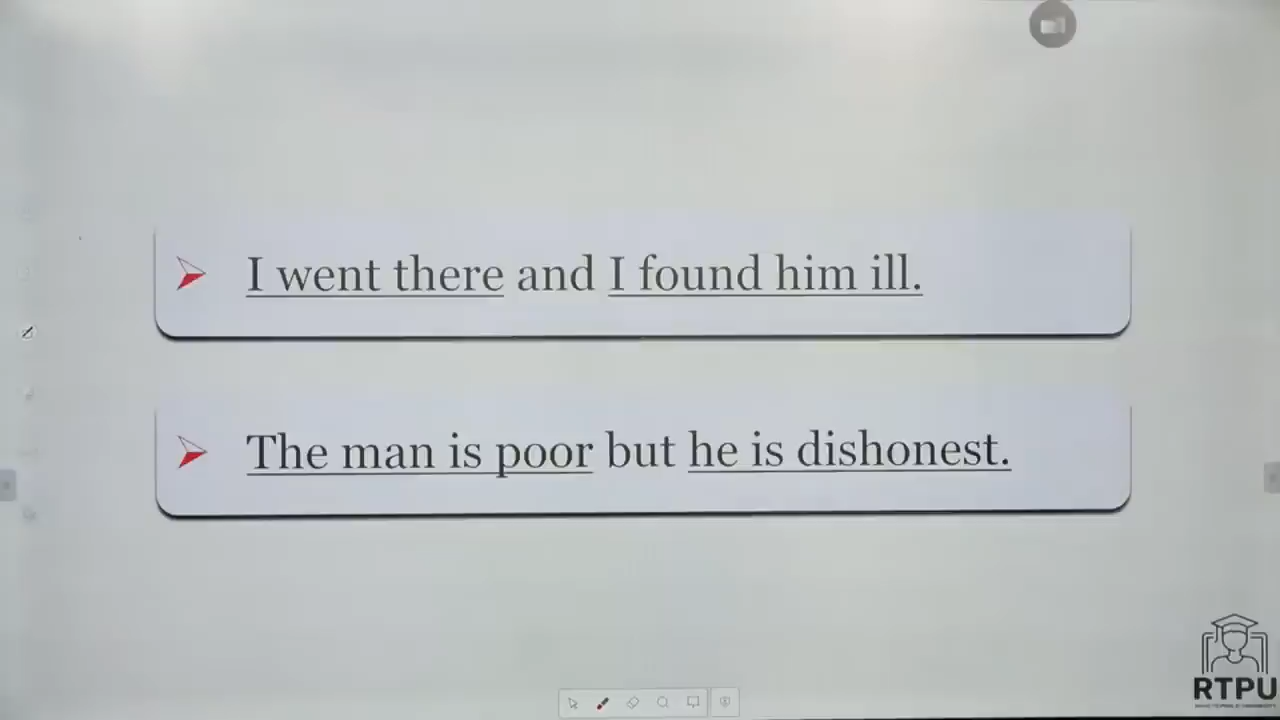 I went there and I found him ill.
The man is poor but he is dishonest.
RTPU